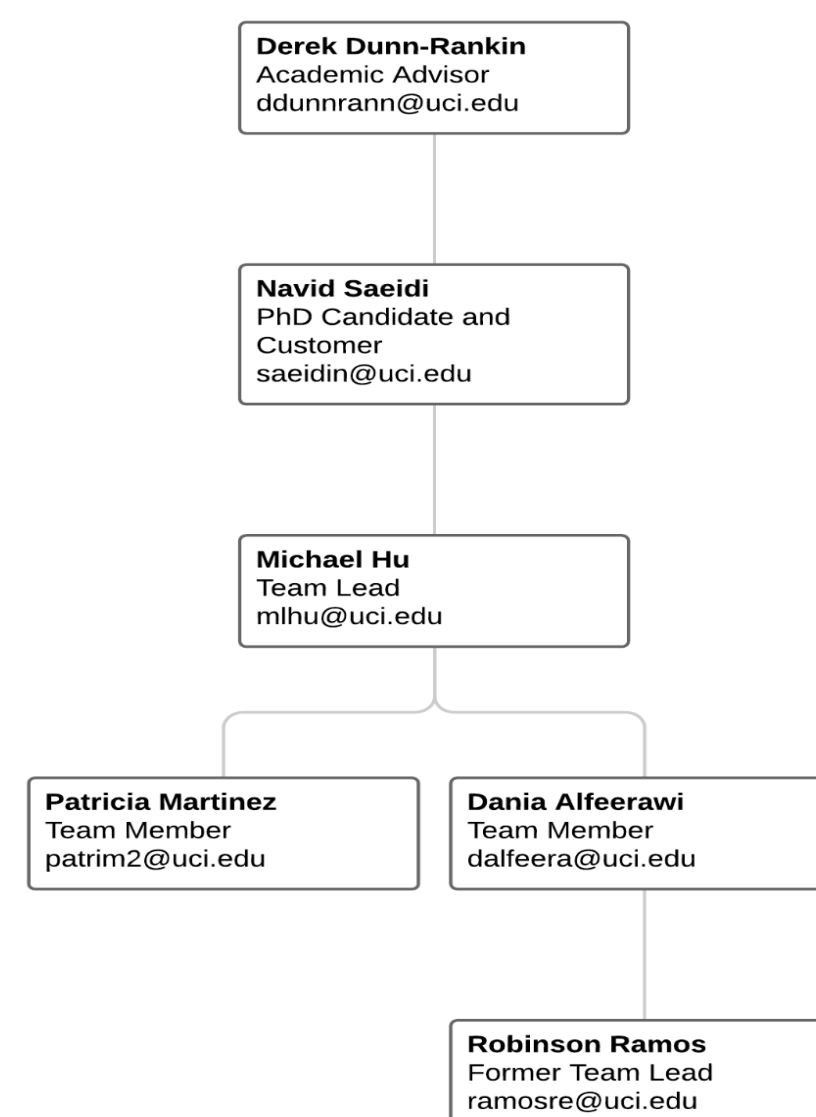 Derek Dunn-Rankin
Academic Advisor
ddunnrann@uci.edu
Navid Saeidi
PhD Candidate and
Customer
saeidin@uci.edu
Michael Hu
Team Lead
mlhu@uci.edu
Patricia Martinez
Team Member
patrim2@uci.edu
Dania Alfeerawi
Team Member
dalfeera@uci.edu
Robinson Ramos
Former Team Lead
ramosre@uci.edu